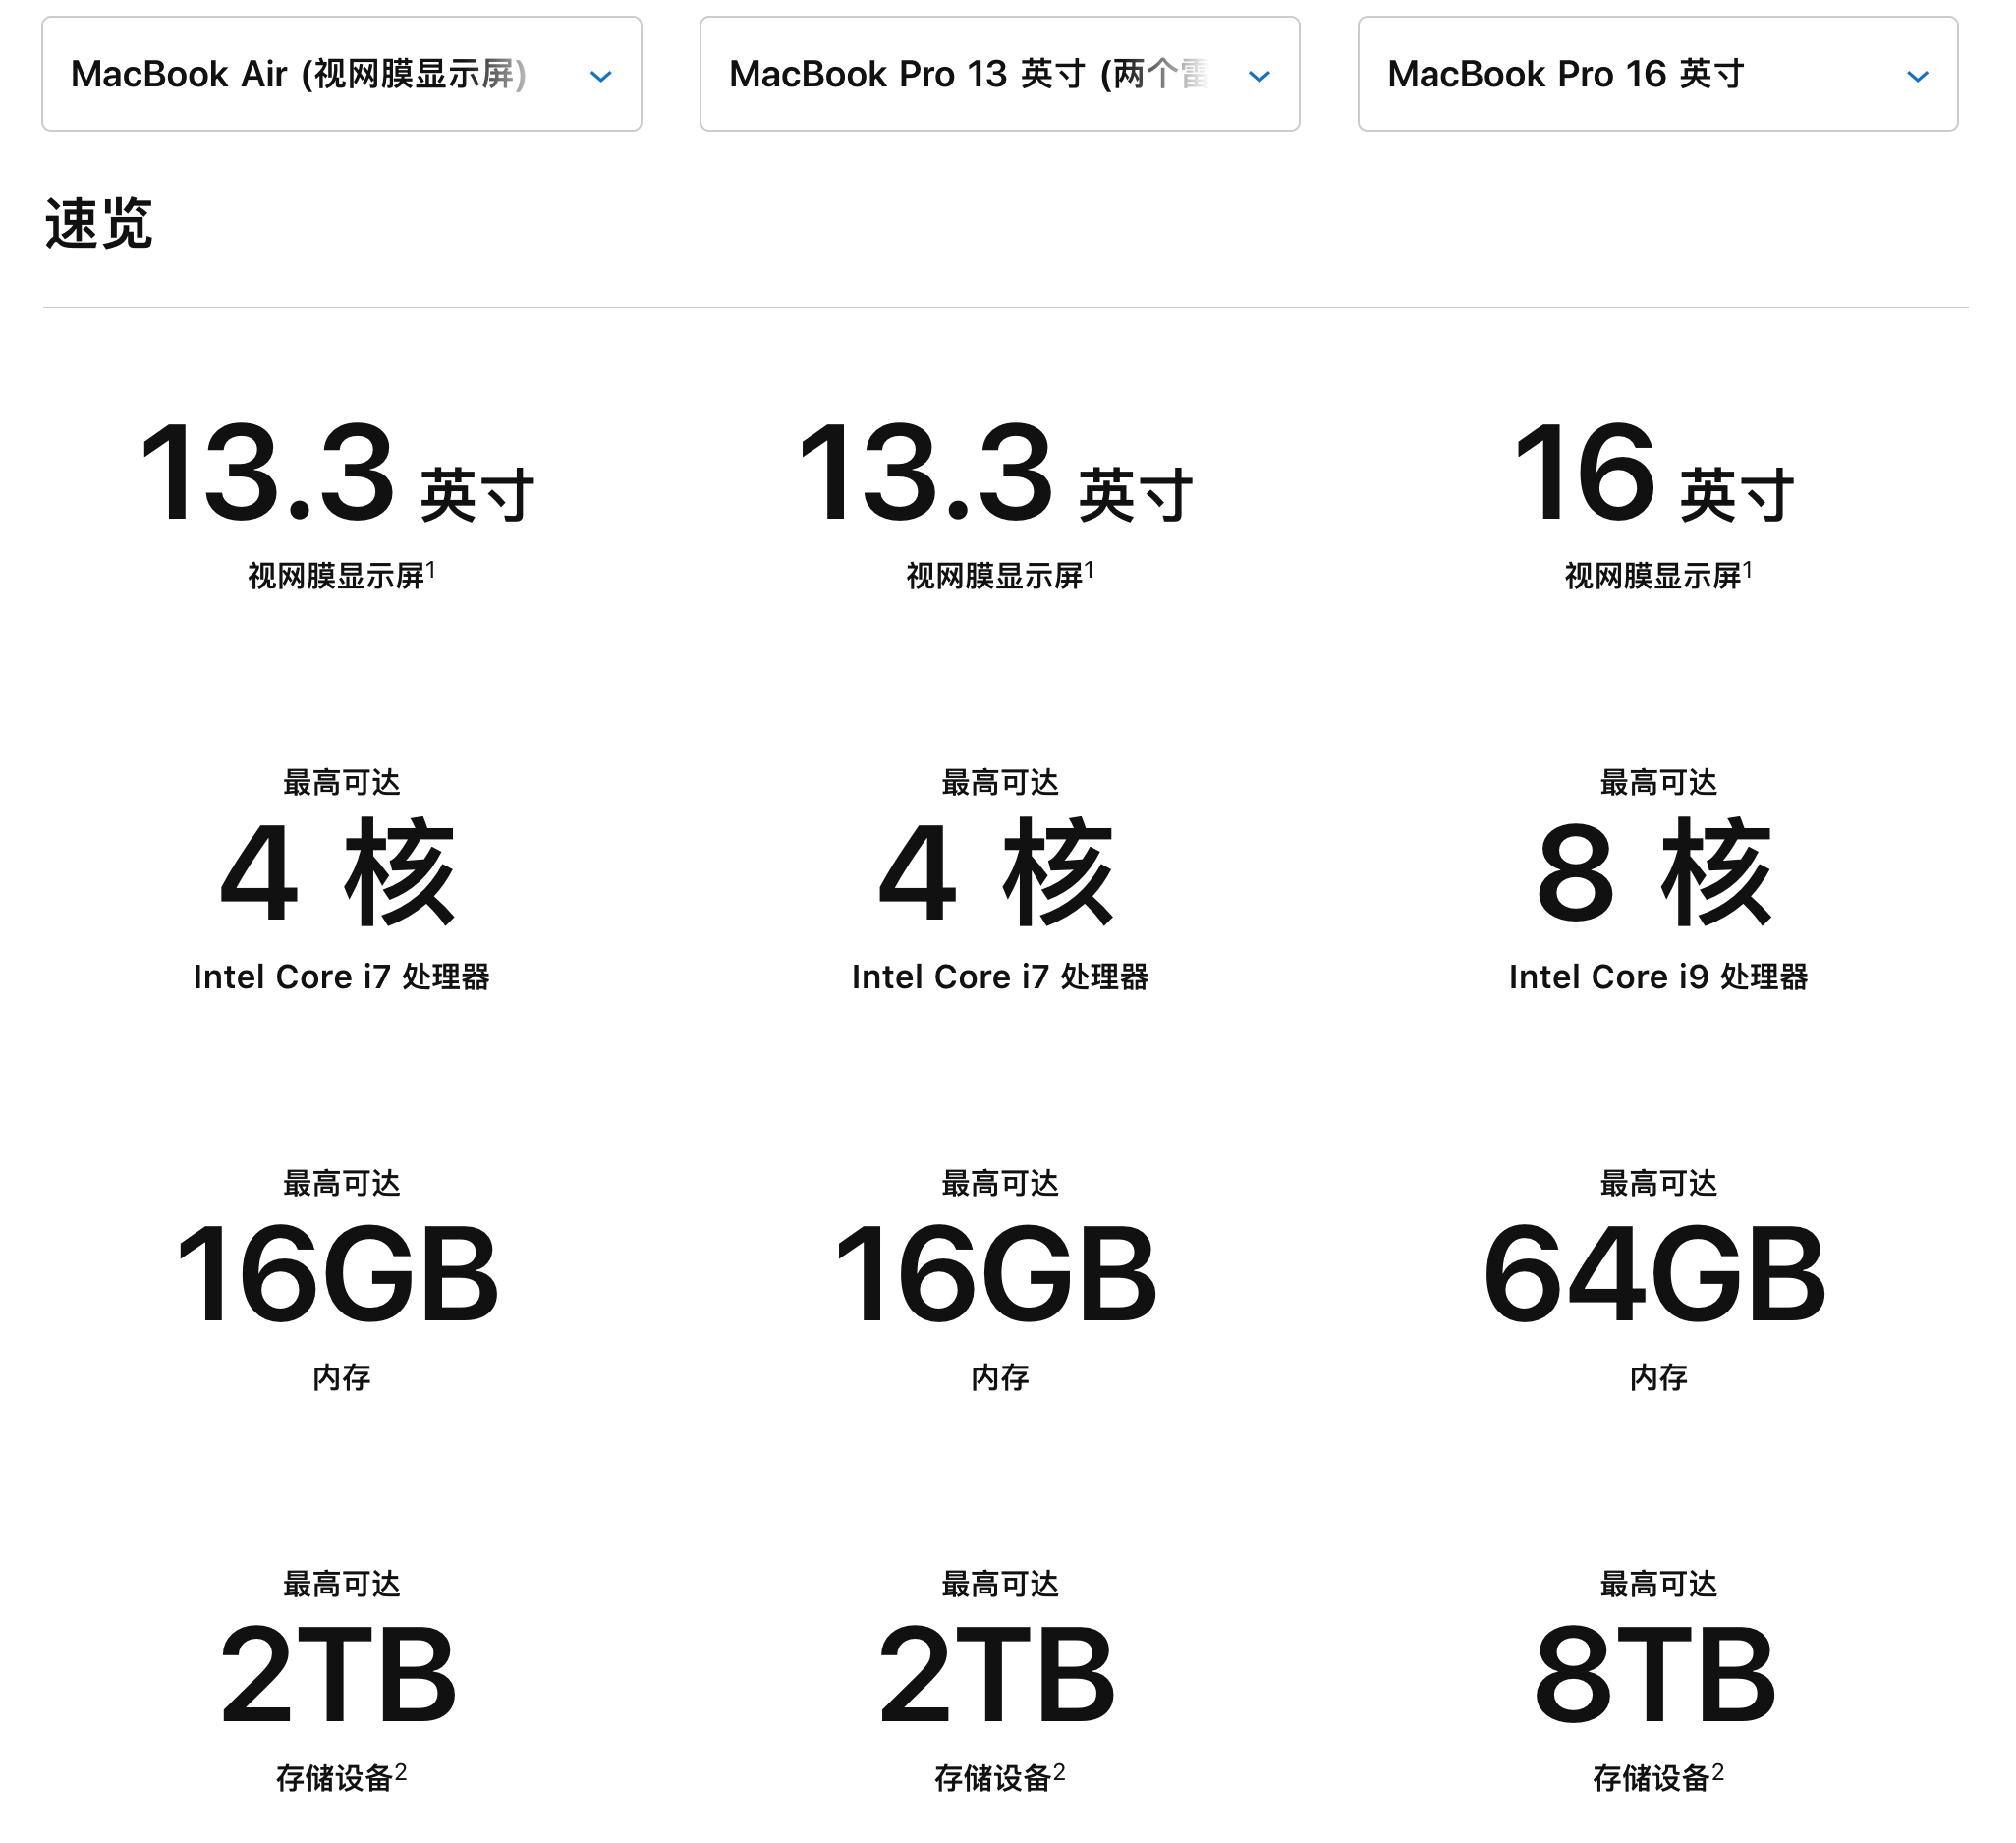 MacBook Air (视网膜显示屏)
MacBook Pro 13 英寸 (两个雷
MacBook Pro 16 英寸
速览
13.3 英寸
13.3 英寸
16 英寸
视网膜显示屏1
视网膜显示屏1
视网膜显示屏1
最高可达
最高可达
最高可达
4 核
4 核
8 核
Intel Core i7 处理器
Intel Core i7 处理器
Intel Core i9 处理器
最高可达
最高可达
最高可达
16GB
16GB
64GB
内存
内存
内存
最高可达
最高可达
最高可达
2TB
2TB
8TB
存储设备2
存储设备2
存储设备2